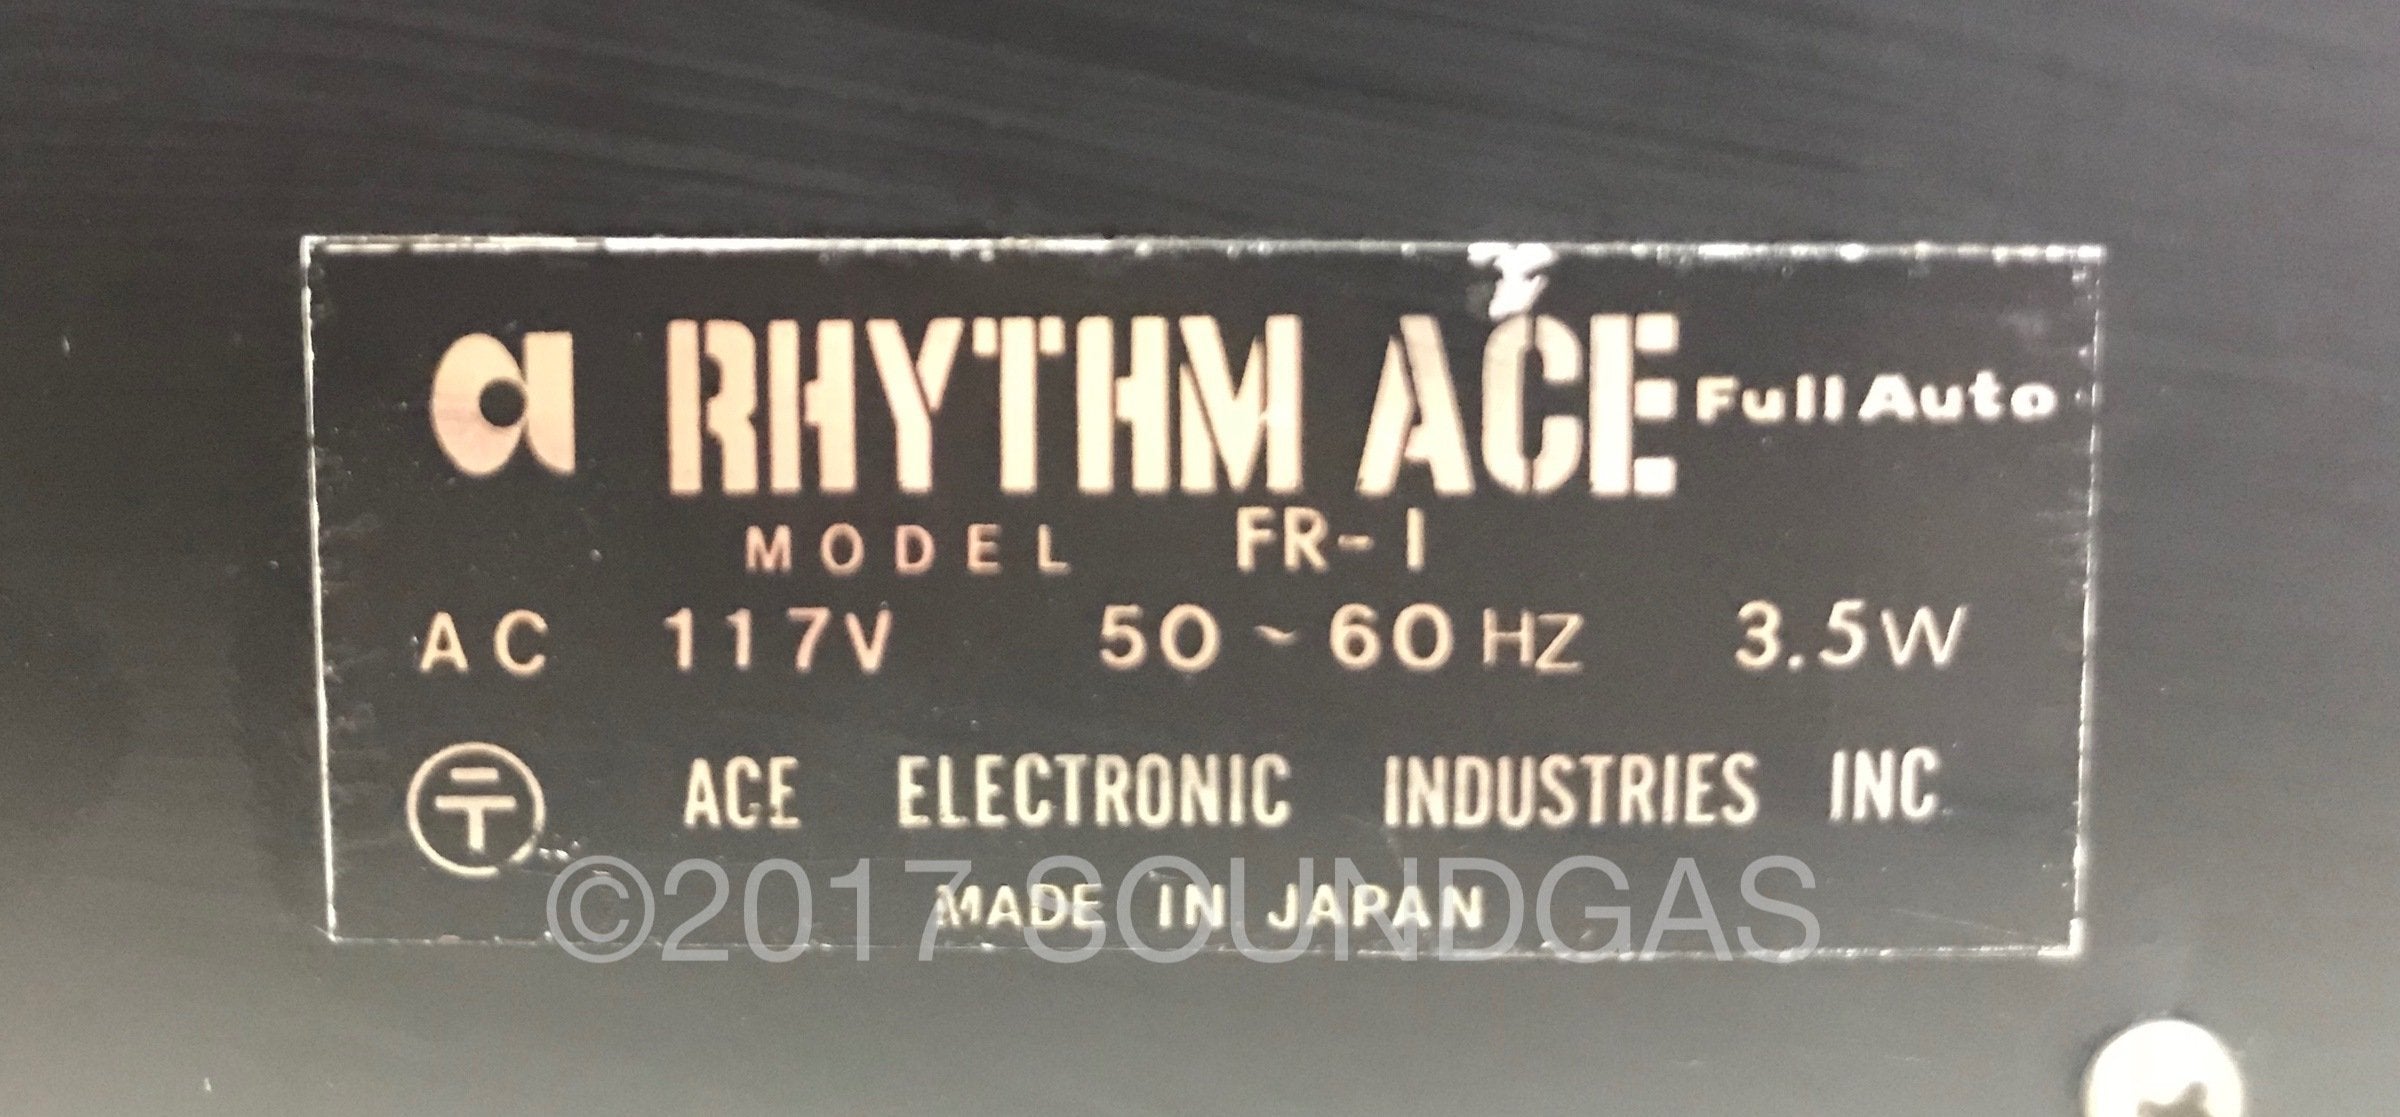 a RHYTHM ACE Full Auto
MODEL FR-1
AC 117V 50~60HZ 3.5W
〒 ACE ELECTRONIC INDUSTRIES INC
MADE IN JAPAN
©2017 SOUNDGAS